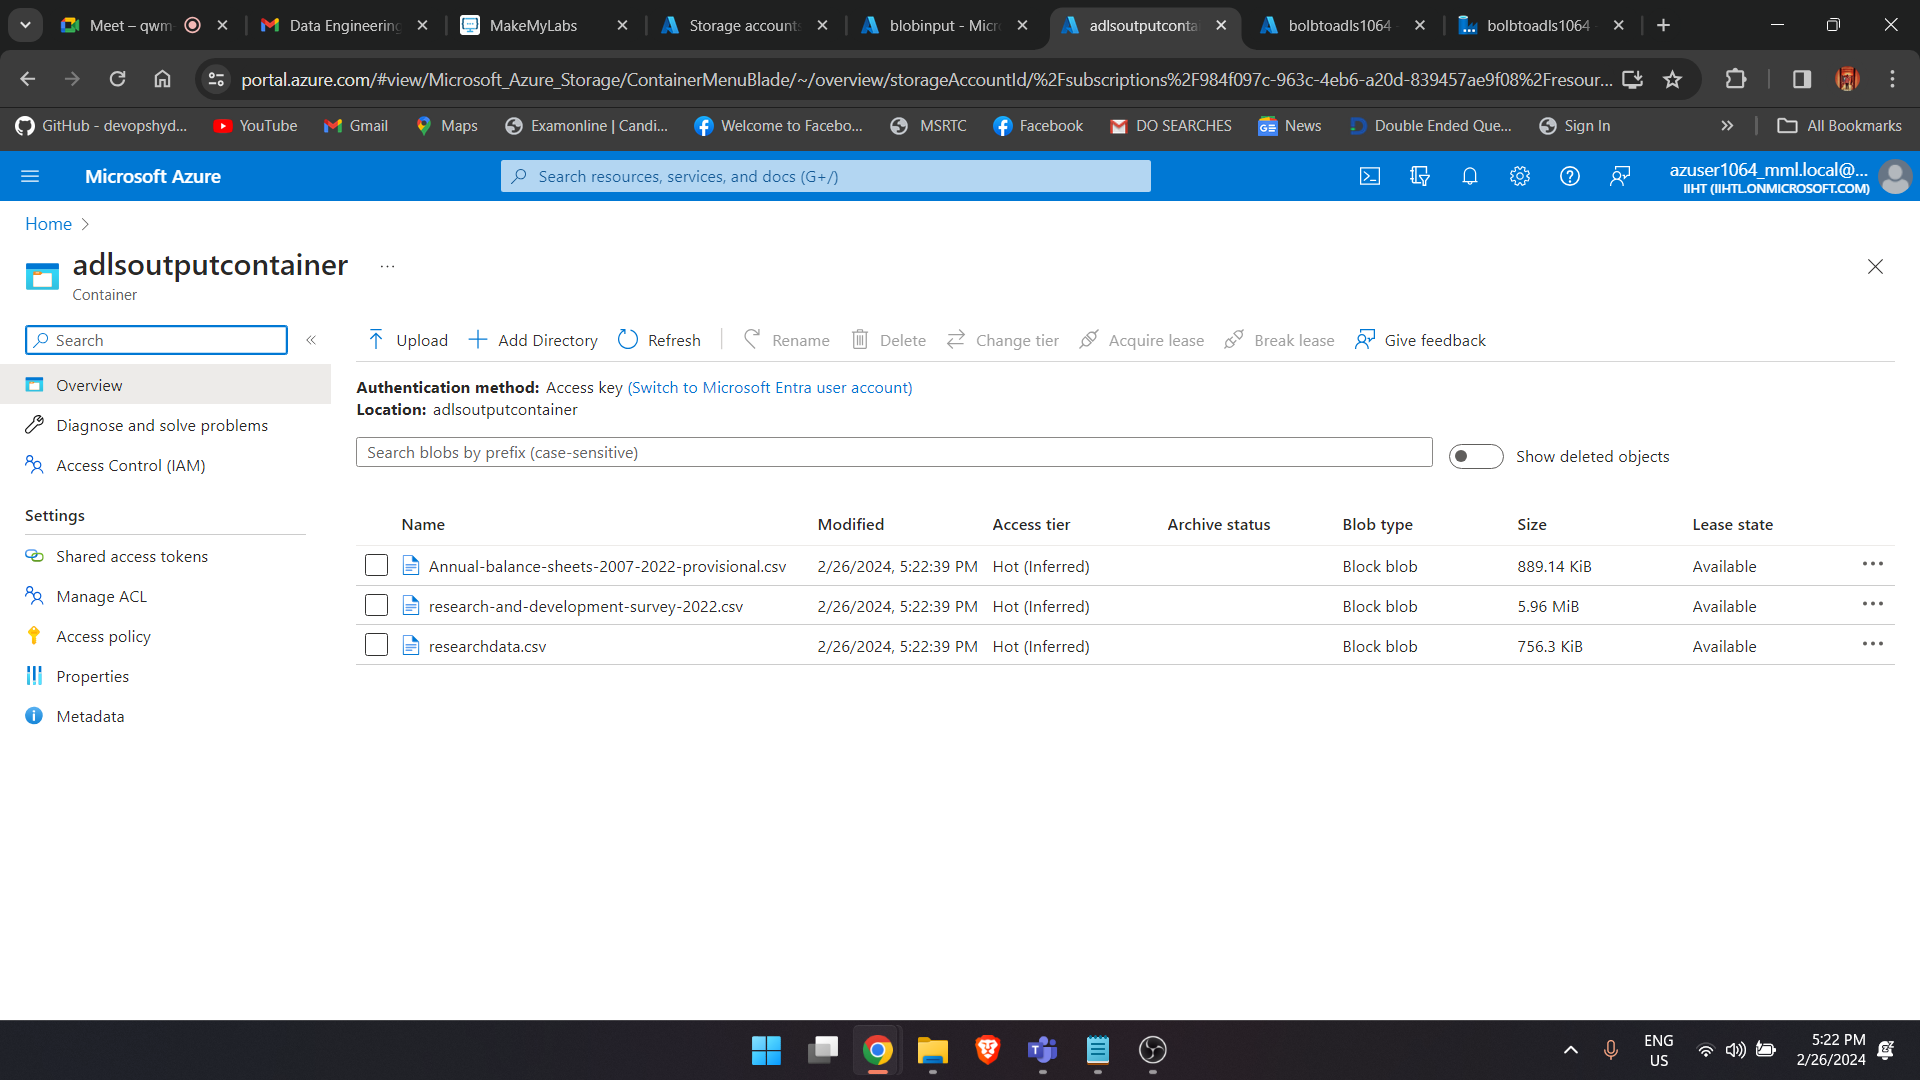 Meet – qwm
Data Engineering
MakeMyLabs
Storage accounts
blobinput - Micr
adlsoutputconta
bolbtoadls1064
bolbtoadls1064
portal.azure.com/#view/Microsoft_Azure_Storage/ContainerMenuBlade/~/overview/storageAccountId/%2Fsubscriptions%2F984f097c-963c-4eb6-a20d-839457ae9f08%2Fresour...
GitHub - devopshyd...
YouTube
Gmail
Maps
Examonline | Candi...
Welcome to Facebo...
MSRTC
Facebook
DO SEARCHES
News
Double Ended Que...
Sign In
All Bookmarks
Microsoft Azure
Search resources, services, and docs (G+/)
azuser1064_mml.local@...
IIHT (IIHTL.ONMICROSOFT.COM)
Home
adlsoutputcontainer
...
Container
Search
Upload
Add Directory
Refresh
Rename
Delete
Change tier
Acquire lease
Break lease
Give feedback
Overview
Diagnose and solve problems
Access Control (IAM)
Settings
Shared access tokens
Manage ACL
Access policy
Properties
Metadata
Authentication method: Access key (Switch to Microsoft Entra user account)
Location: adlsoutputcontainer
Search blobs by prefix (case-sensitive)
Show deleted objects
Name Modified Access tier Archive status Blob type Size Lease state
Annual-balance-sheets-2007-2022-provisional.csv 2/26/2024, 5:22:39 PM Hot (Inferred) Block blob 889.14 KiB Available
research-and-development-survey-2022.csv 2/26/2024, 5:22:39 PM Hot (Inferred) Block blob 5.96 MiB Available
researchdata.csv 2/26/2024, 5:22:39 PM Hot (Inferred) Block blob 756.3 KiB Available
ENG
US
5:22 PM
2/26/2024